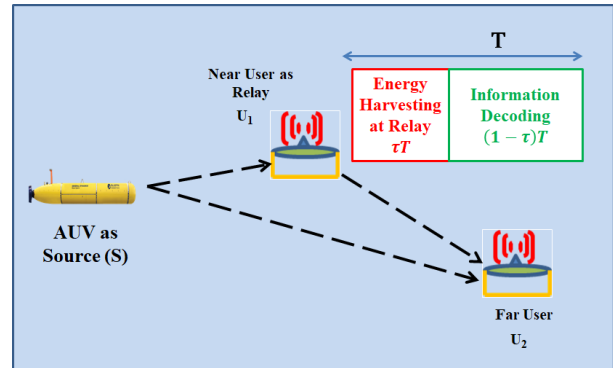 T
Near User as
Relay
U₁
Energy
Harvesting
at Relay
τT
Information
Decoding
(1 − τ)T
AUV as
Source (S)
Far User
U₂